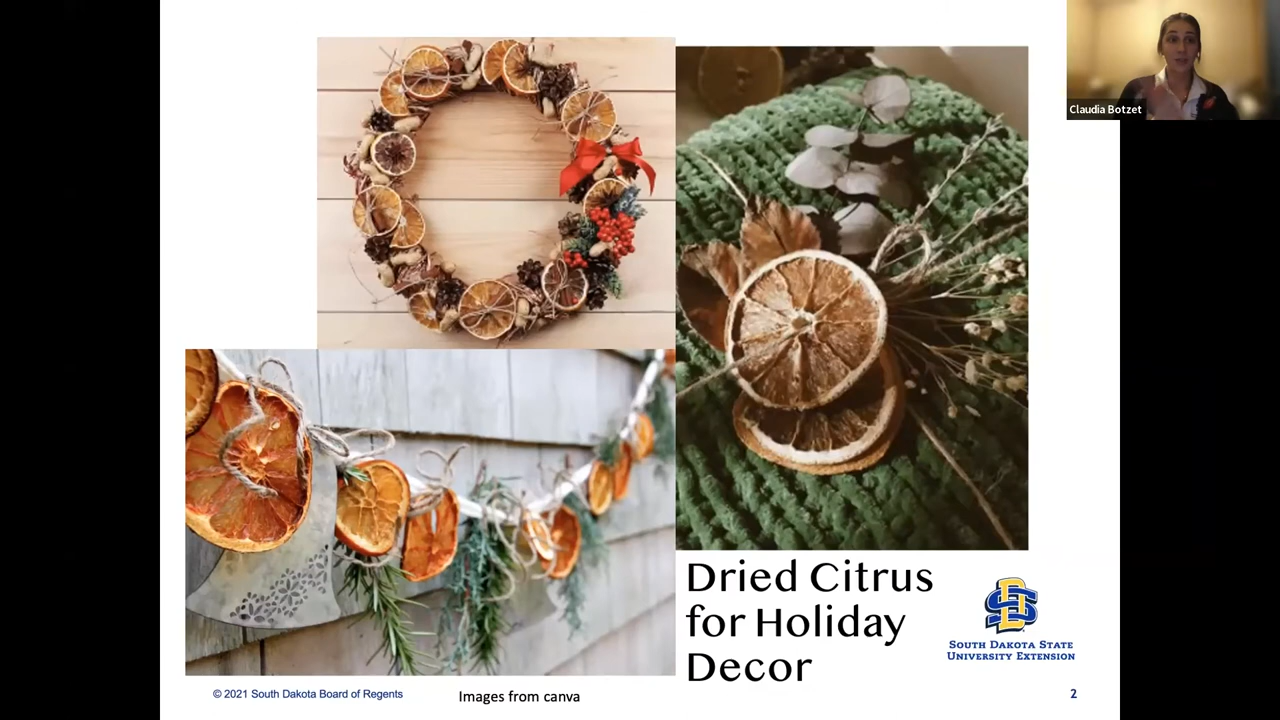 Claudia Botzet
Dried Citrus
for Holiday
Decor
SD
SOUTH DAKOTA STATE
UNIVERSITY EXTENSION
© 2021 South Dakota Board of Regents
Images from canva
2